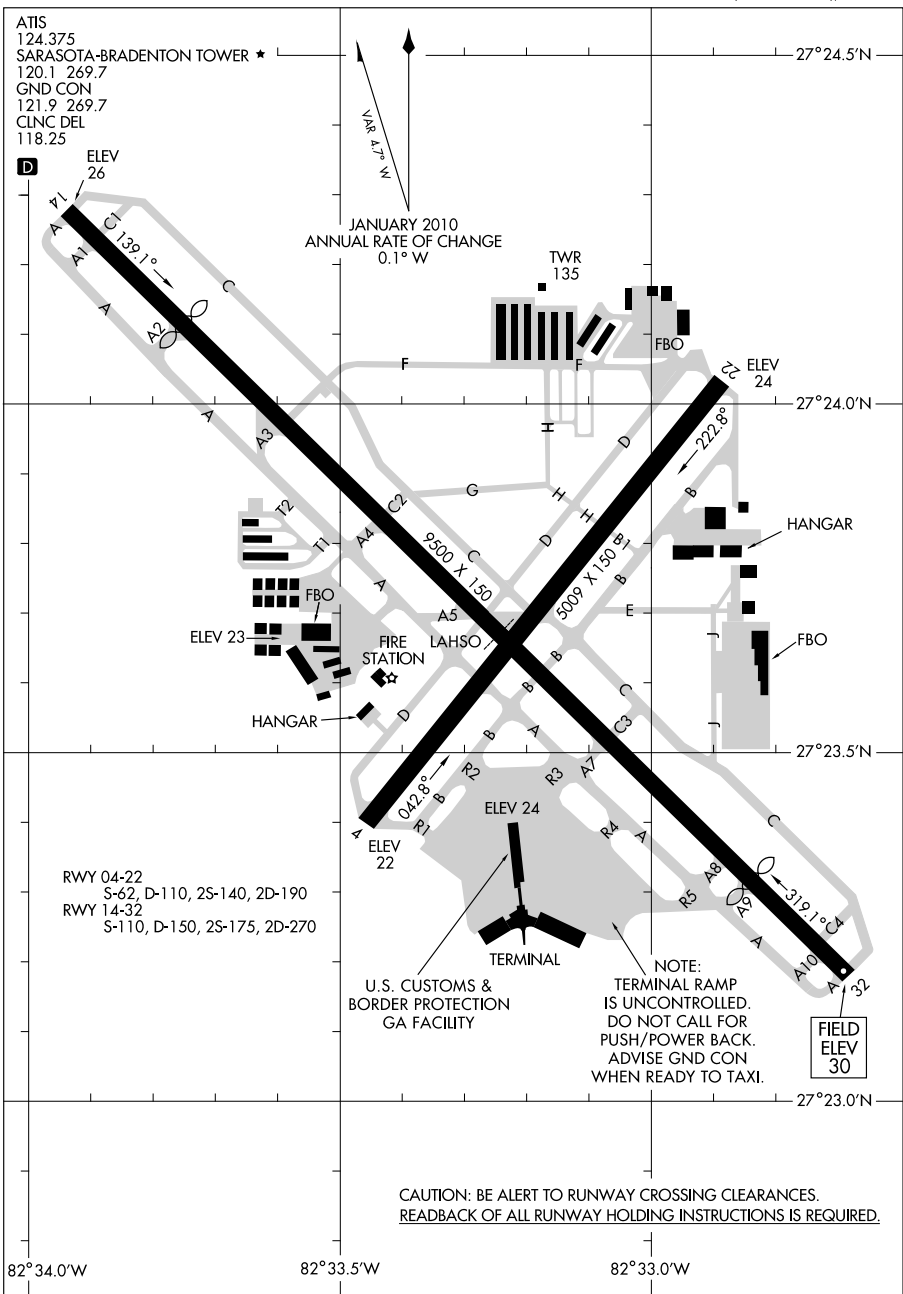 ATIS
124.375
SARASOTA-BRADENTON TOWER ★
120.1 269.7
GND CON
121.9 269.7
CLNC DEL
118.25
D
27°24.5'N
VAR 4.7° W
JANUARY 2010
ANNUAL RATE OF CHANGE
0.1° W
ELEV
26
14
A
A1
C1
139.1°
A
C
A2
TWR
135
FBO
F
F
22
ELEV
24
27°24.0'N
A
A3
H
D
222.8°
G
H
B
T2
C2
H
HANGAR
T1
A4
9500 X 150
C
D
B1
5009 X 150
B
A
E
FBO
A5
ELEV 23
LAHSO
J
FBO
FIRE
STATION
B
B
C
HANGAR
D
B
A
C3
J
27°23.5'N
R2
R3
A7
042.8°
B
ELEV 24
C
4
R1
R4
A
ELEV
22
A8
RWY 04-22
S-62, D-110, 2S-140, 2D-190
RWY 14-32
S-110, D-150, 2S-175, 2D-270
R5
A9
319.1°
C4
A
TERMINAL
A10
A
32
U.S. CUSTOMS &
BORDER PROTECTION
GA FACILITY
NOTE:
TERMINAL RAMP
IS UNCONTROLLED.
DO NOT CALL FOR
PUSH/POWER BACK.
ADVISE GND CON
WHEN READY TO TAXI.
FIELD
ELEV
30
27°23.0'N
CAUTION: BE ALERT TO RUNWAY CROSSING CLEARANCES.
READBACK OF ALL RUNWAY HOLDING INSTRUCTIONS IS REQUIRED.
82°34.0'W
82°33.5'W
82°33.0'W